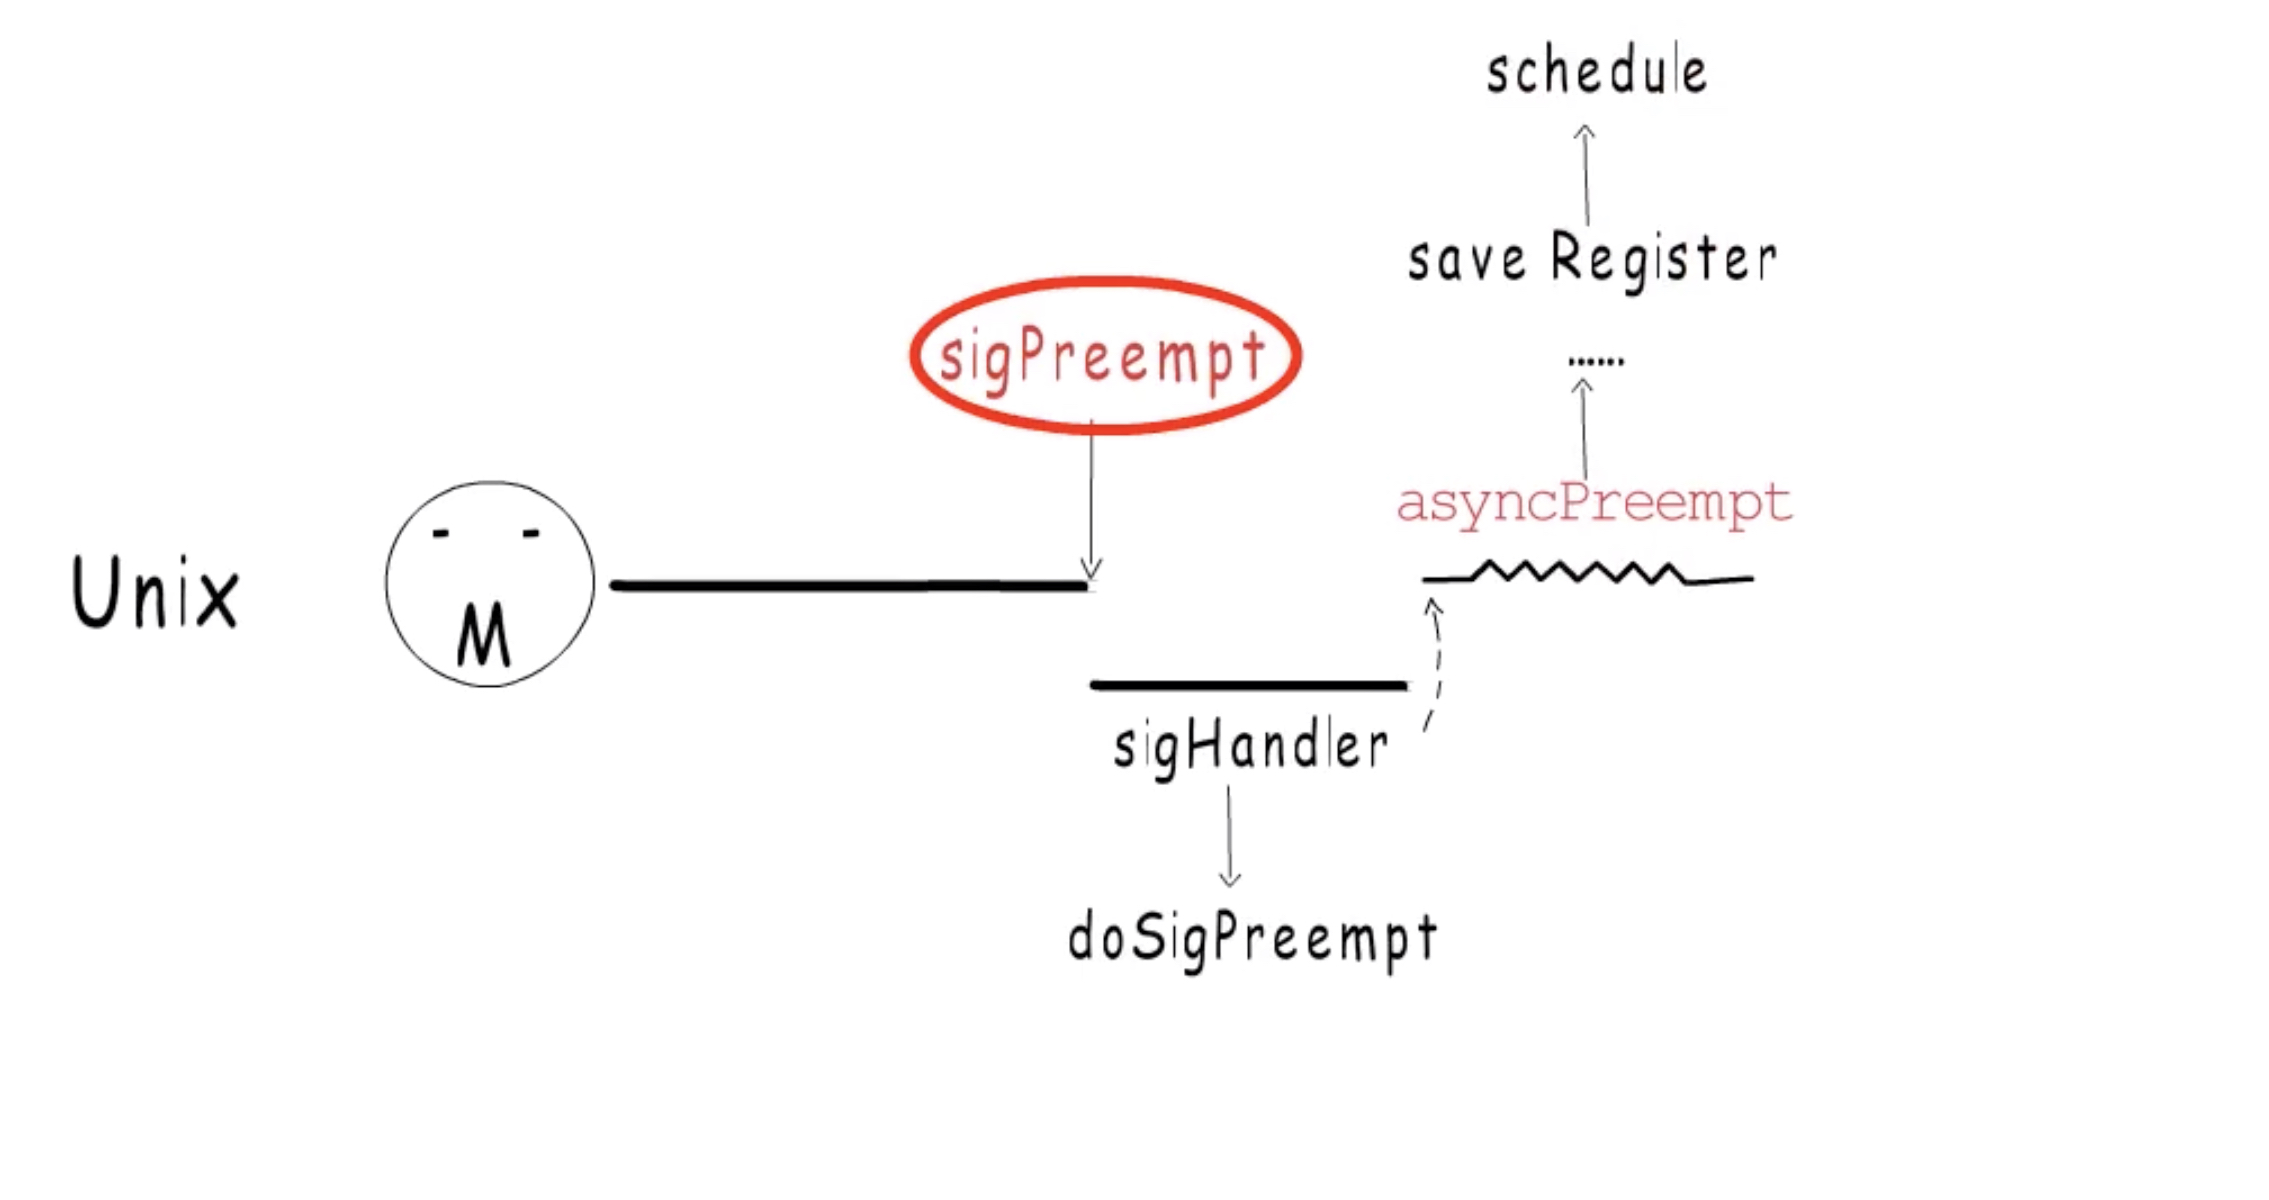 schedule
save Register
sigPreempt
......
asyncPreempt
Unix
M
sigHandler
doSigPreempt